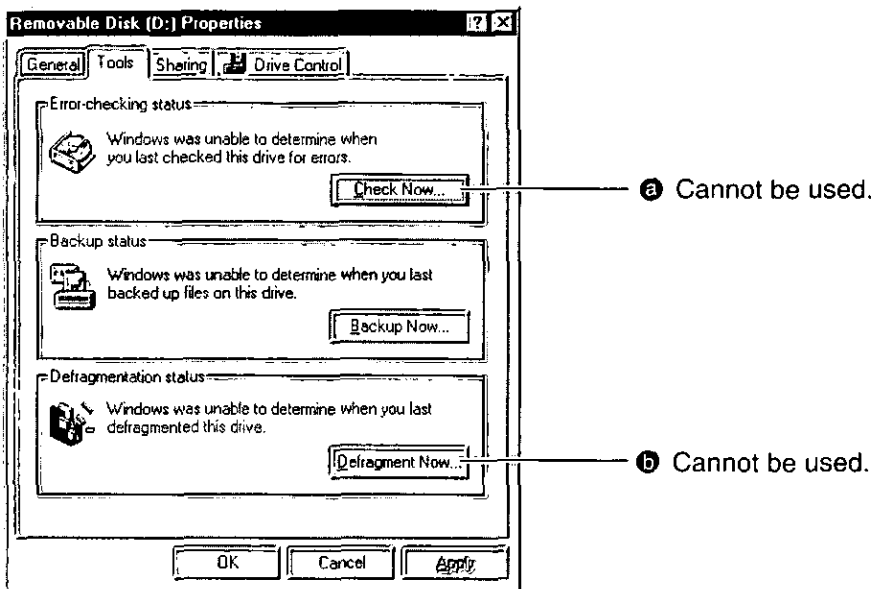 Removable Disk (D:) Properties ? X
General Tools Sharing Drive Control
Error-checking status
Windows was unable to determine when
you last checked this drive for errors.
Check Now...
ⓐ Cannot be used.
Backup status
Windows was unable to determine when you last
backed up files on this drive.
Backup Now...
Defragmentation status
Windows was unable to determine when you last
defragmented this drive.
Defragment Now...
ⓑ Cannot be used.
OK Cancel Apply